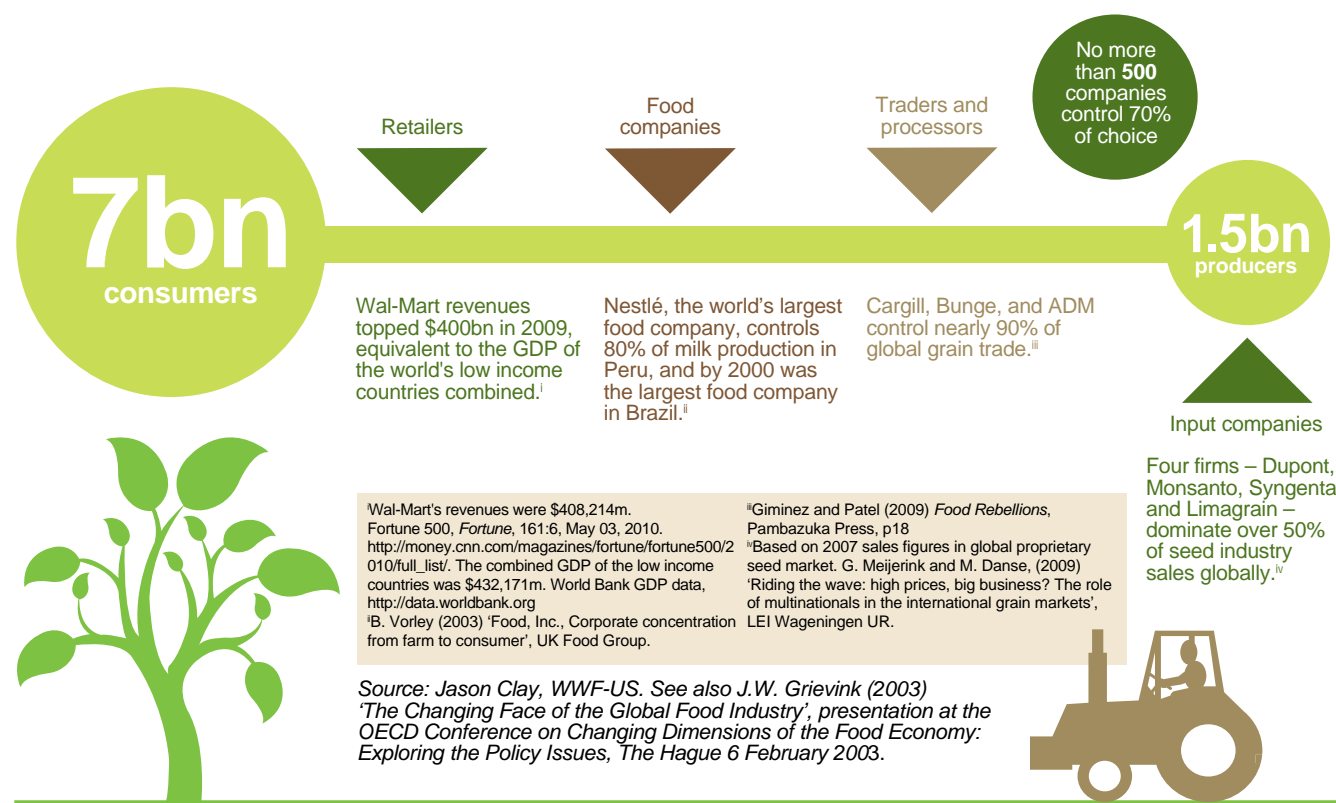 No more
than 500
companies
control 70%
of choice
Retailers
Food
companies
Traders and
processors
7bn
consumers
1.5bn
producers
Wal-Mart revenues
topped $400bn in 2009,
equivalent to the GDP of
the world's low income
countries combined.ⁱ
Nestlé, the world’s largest
food company, controls
80% of milk production in
Peru, and by 2000 was
the largest food company
in Brazil.ⁱⁱ
Cargill, Bunge, and ADM
control nearly 90% of
global grain trade.ⁱⁱⁱ
Input companies
Four firms – Dupont,
Monsanto, Syngenta
and Limagrain –
dominate over 50%
of seed industry
sales globally.ⁱᵛ
ⁱWal-Mart's revenues were $408,214m.
Fortune 500, Fortune, 161:6, May 03, 2010.
http://money.cnn.com/magazines/fortune/fortune500/2
010/full_list/. The combined GDP of the low income
countries was $432,171m. World Bank GDP data,
http://data.worldbank.org
ⁱⁱB. Vorley (2003) ‘Food, Inc., Corporate concentration
from farm to consumer’, UK Food Group.
ⁱⁱⁱGiminez and Patel (2009) Food Rebellions,
Pambazuka Press, p18
ⁱᵛBased on 2007 sales figures in global proprietary
seed market. G. Meijerink and M. Danse, (2009)
‘Riding the wave: high prices, big business? The role
of multinationals in the international grain markets’,
LEI Wageningen UR.
Source: Jason Clay, WWF-US. See also J.W. Grievink (2003)
‘The Changing Face of the Global Food Industry’, presentation at the
OECD Conference on Changing Dimensions of the Food Economy:
Exploring the Policy Issues, The Hague 6 February 2003.